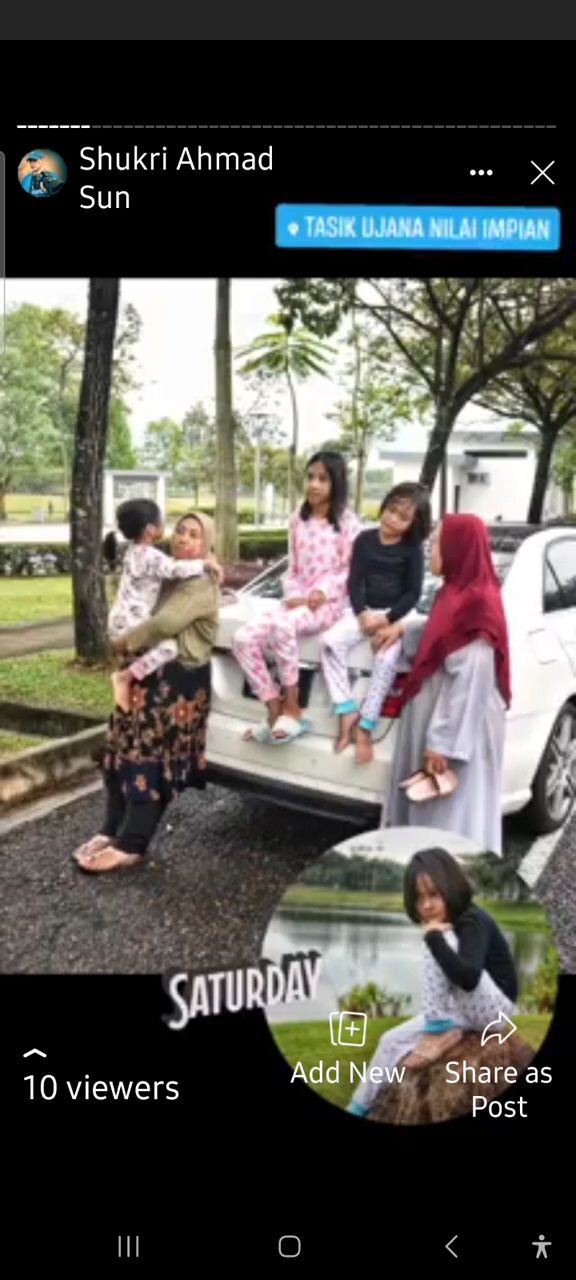 Shukri Ahmad
Sun
TASIK UJANA NILAI IMPIAN
SATURDAY
10 viewers
Add New
Share as
Post